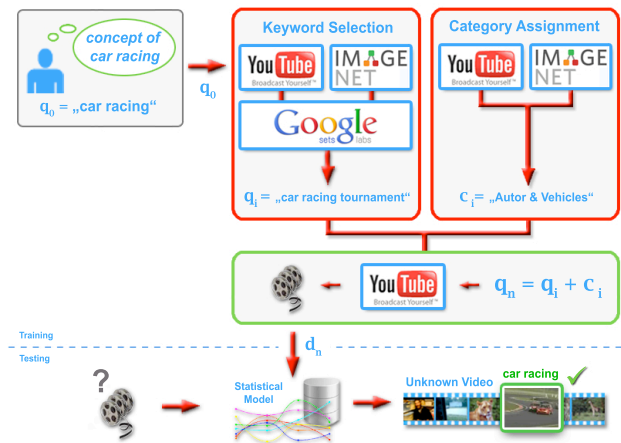 concept of
car racing
q0 = „car racing“
q0
Keyword Selection
YouTube
Broadcast Yourself™
IMAGE
NET
Google
sets labs
qi = „car racing tournament“
Category Assignment
YouTube
Broadcast Yourself™
IMAGE
NET
ci = „Autor & Vehicles“
YouTube
Broadcast Yourself™
qn = qi + ci
Training
Testing
dn
?
Statistical
Model
Unknown Video
car racing